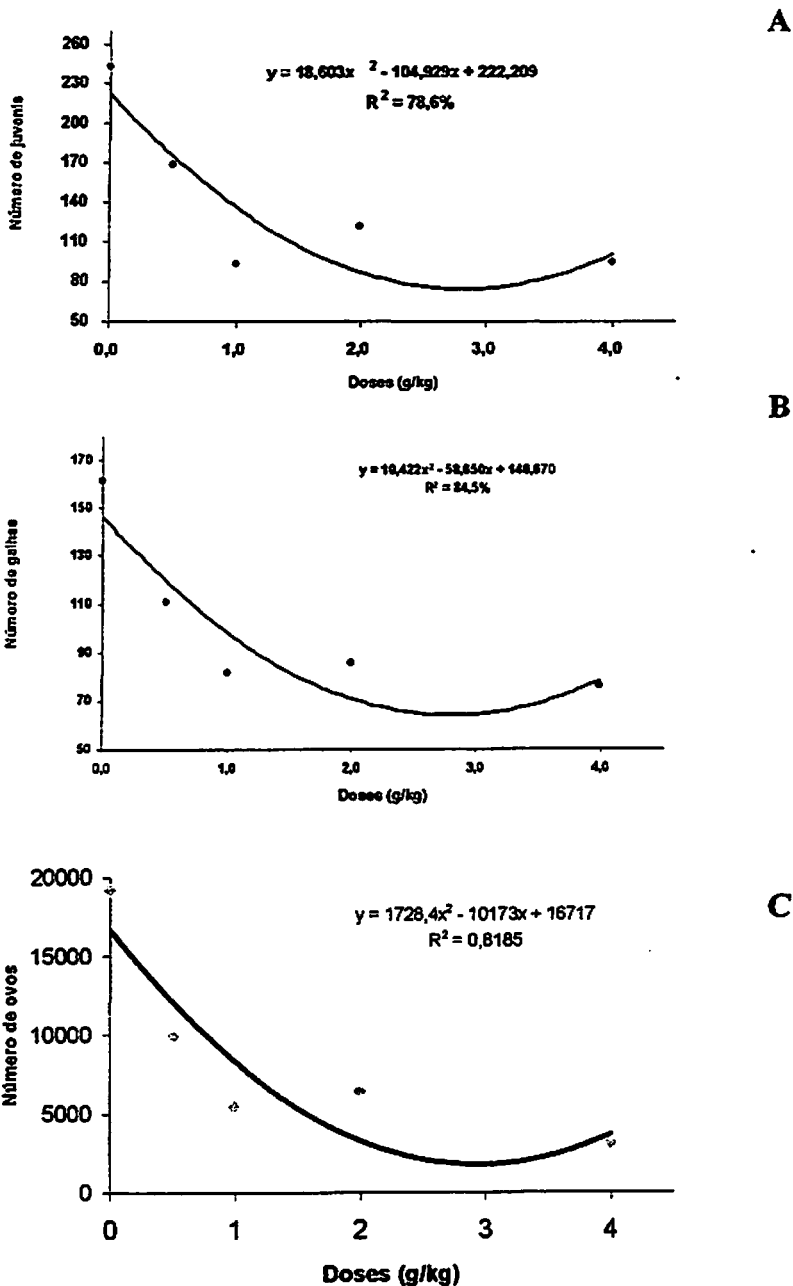 A
260
230
200
170
140
110
80
50
Número de juvenis
y = 18,603x² - 104,929x + 222,209
R² = 78,6%
0,0 1,0 2,0 3,0 4,0
Doses (g/kg)
B
170
150
130
110
90
70
50
Número de galhas
y = 10,422x² - 58,650x + 146,670
R² = 84,5%
0,0 1,0 2,0 3,0 4,0
Doses (g/kg)
C
20000
15000
10000
5000
0
Número de ovos
y = 1728,4x² - 10173x + 16717
R² = 0,8185
0 1 2 3 4
Doses (g/kg)